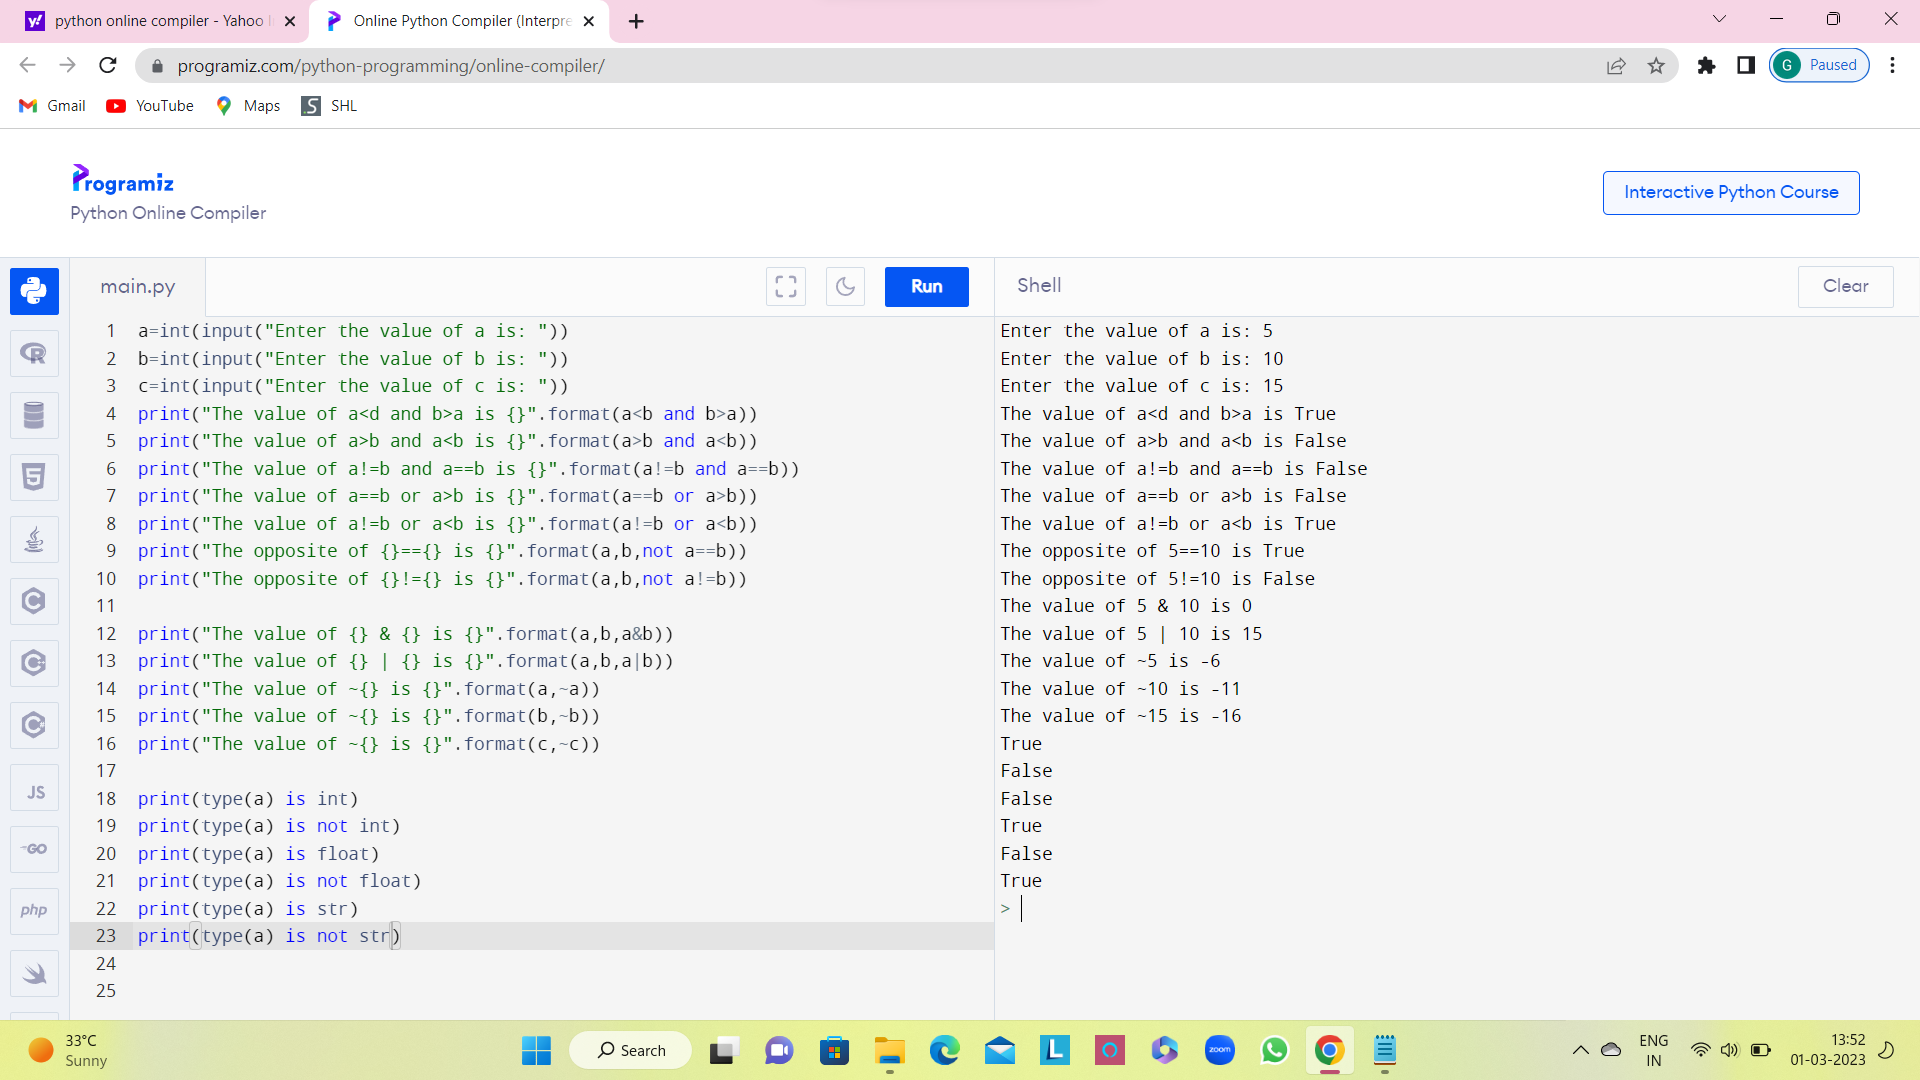 python online compiler - Yahoo
Online Python Compiler (Interpre
programiz.com/python-programming/online-compiler/
G Paused
Gmail YouTube Maps SHL
Programiz
Python Online Compiler
Interactive Python Course
main.py
Run
Shell
Clear
1 a=int(input("Enter the value of a is: "))
2 b=int(input("Enter the value of b is: "))
3 c=int(input("Enter the value of c is: "))
4 print("The value of a<d and b>a is {}".format(a<b and b>a))
5 print("The value of a>b and a<b is {}".format(a>b and a<b))
6 print("The value of a!=b and a==b is {}".format(a!=b and a==b))
7 print("The value of a==b or a>b is {}".format(a==b or a>b))
8 print("The value of a!=b or a<b is {}".format(a!=b or a<b))
9 print("The opposite of {}=={} is {}".format(a,b,not a==b))
10 print("The opposite of {}!={} is {}".format(a,b,not a!=b))
11
12 print("The value of {} & {} is {}".format(a,b,a&b))
13 print("The value of {} | {} is {}".format(a,b,a|b))
14 print("The value of ~{} is {}".format(a,~a))
15 print("The value of ~{} is {}".format(b,~b))
16 print("The value of ~{} is {}".format(c,~c))
17
18 print(type(a) is int)
19 print(type(a) is not int)
20 print(type(a) is float)
21 print(type(a) is not float)
22 print(type(a) is str)
23 print(type(a) is not str)
24
25
Enter the value of a is: 5
Enter the value of b is: 10
Enter the value of c is: 15
The value of a<d and b>a is True
The value of a>b and a<b is False
The value of a!=b and a==b is False
The value of a==b or a>b is False
The value of a!=b or a<b is True
The opposite of 5==10 is True
The opposite of 5!=10 is False
The value of 5 & 10 is 0
The value of 5 | 10 is 15
The value of ~5 is -6
The value of ~10 is -11
The value of ~15 is -16
True
False
False
True
False
True
>
JS
GO
php
33°C
Sunny
Search
zoom
ENG
IN
13:52
01-03-2023